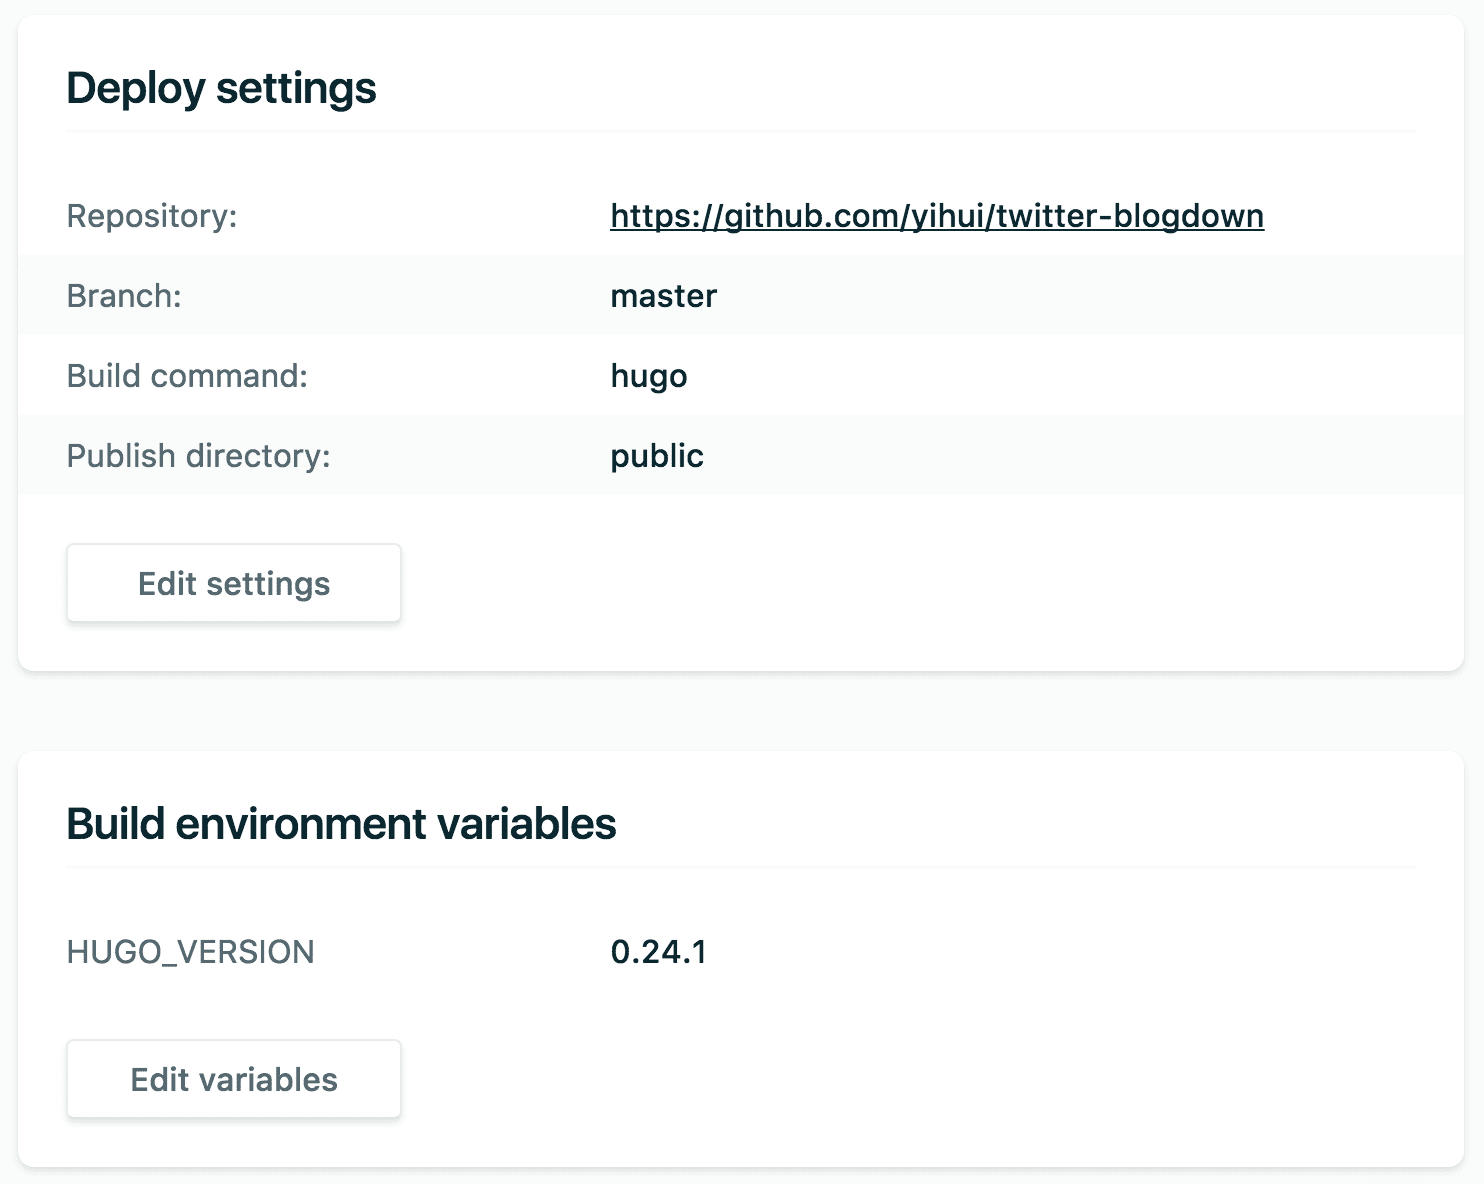 Deploy settings
Repository: https://github.com/yihui/twitter-blogdown
Branch: master
Build command: hugo
Publish directory: public
Edit settings
Build environment variables
HUGO_VERSION 0.24.1
Edit variables